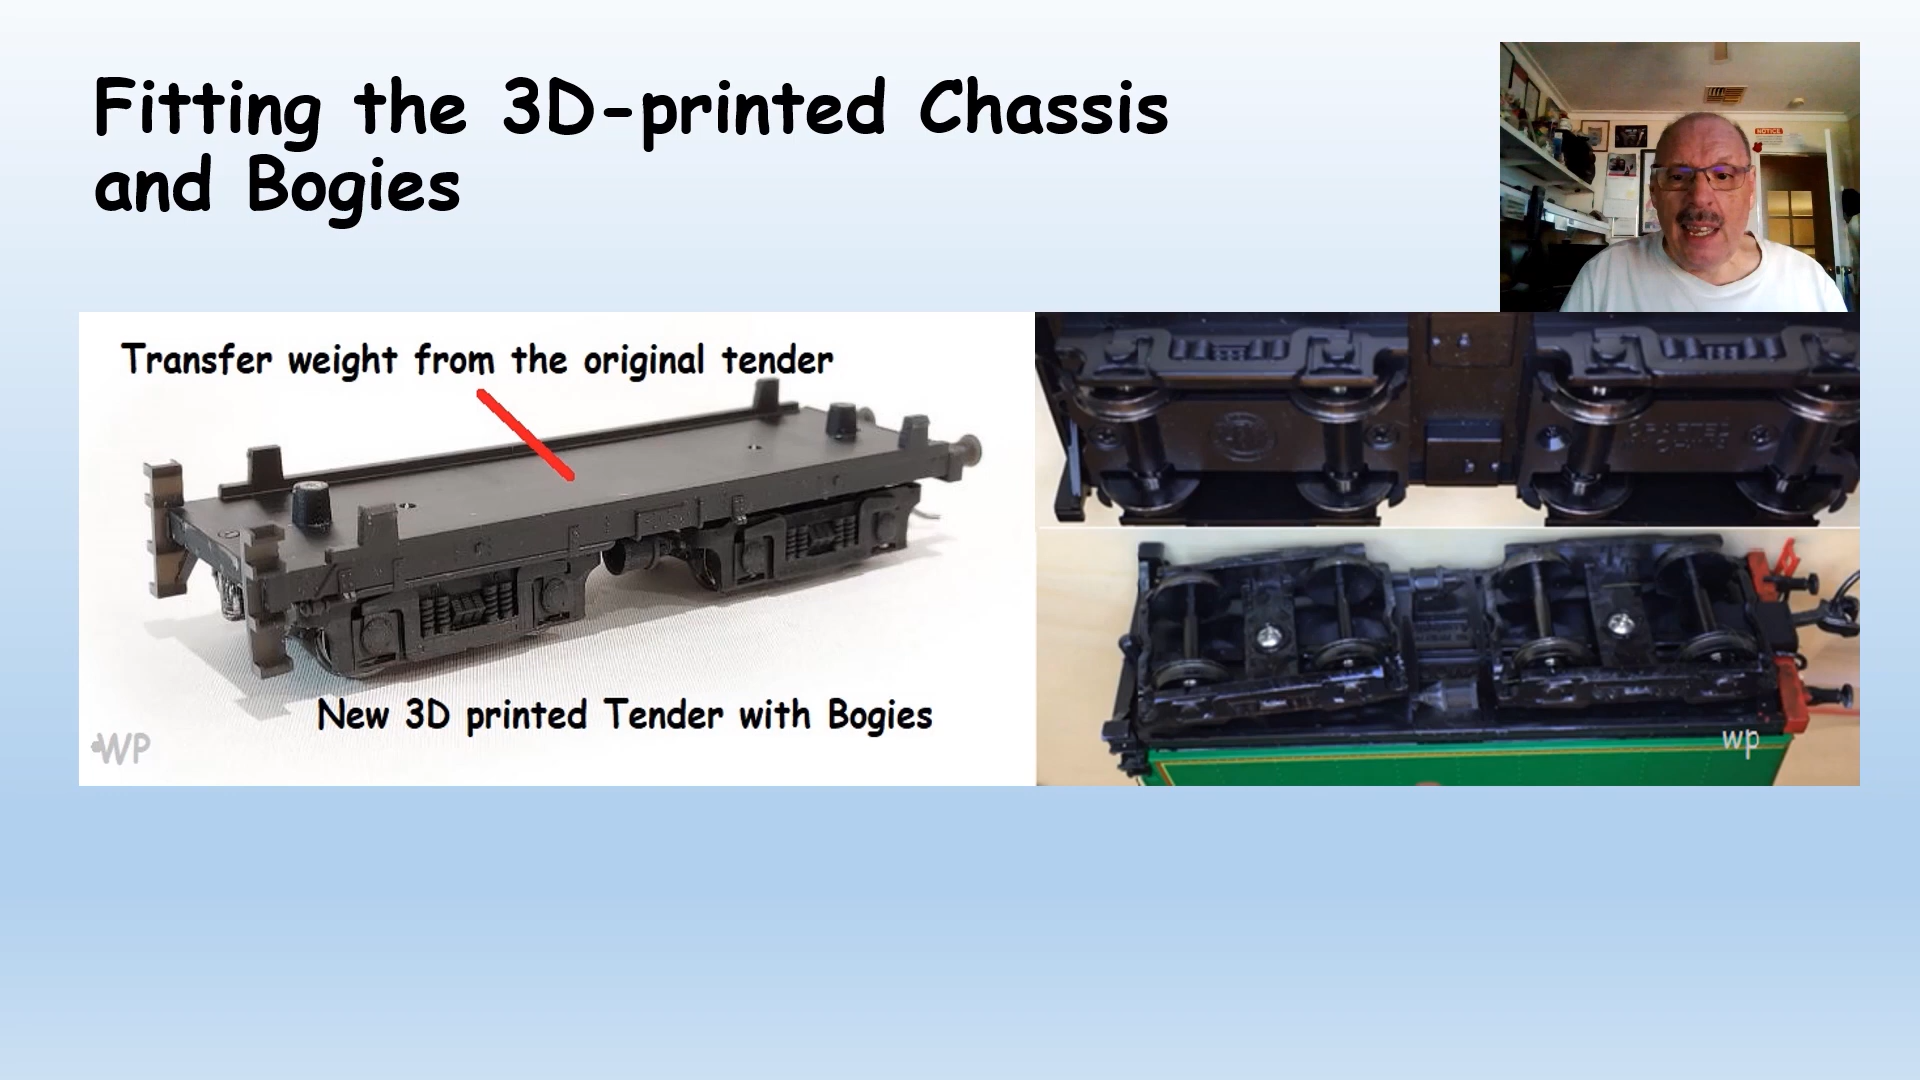 Fitting the 3D-printed Chassis
and Bogies
NOTICE
Transfer weight from the original tender
New 3D printed Tender with Bogies
WP
wp